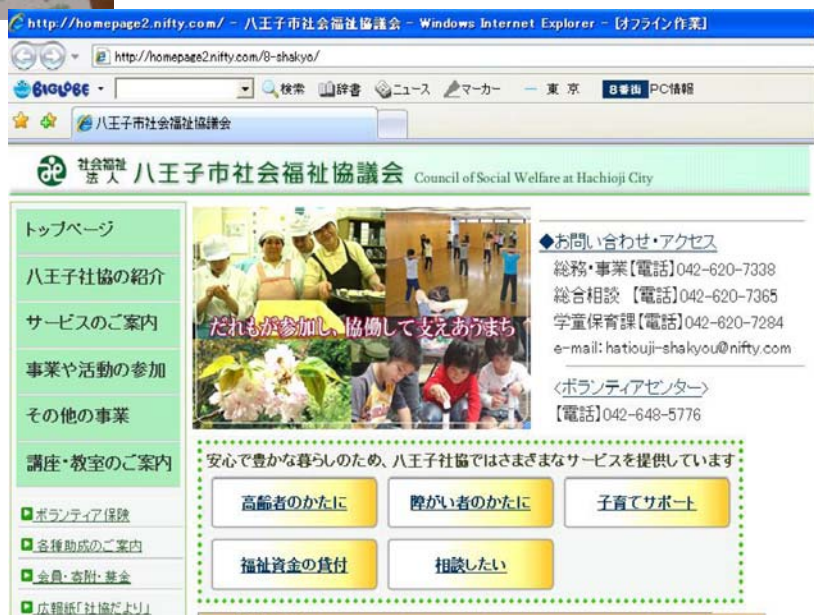 http://homepage2.nifty.com/ - 八王子市社会福祉協議会 - Windows Internet Explorer - [オフライン作業]
http://homepage2.nifty.com/8-shakyo/
BIGLOBE 検索 辞書 ニュース マーカー 東 京 8番街 PC情報
八王子市社会福祉協議会
社会福祉法人 八王子市社会福祉協議会 Council of Social Welfare at Hachioji City
トップページ
八王子社協の紹介
サービスのご案内
事業や活動の参加
その他の事業
講座・教室のご案内
ボランティア保険
各種助成のご案内
会員・寄附・基金
広報紙「社協だより」
だれもが参加し、協働して支えあうまち
◆お問い合わせ・アクセス
総務・事業【電話】042-620-7338
総合相談 【電話】042-620-7365
学童保育課【電話】042-620-7284
e-mail: hatiouji-shakyou@nifty.com
<ボランティアセンター>
【電話】042-648-5776
安心で豊かな暮らしのため、八王子社協ではさまざまなサービスを提供しています
高齢者のかたに 障がい者のかたに 子育てサポート
福祉資金の貸付 相談したい